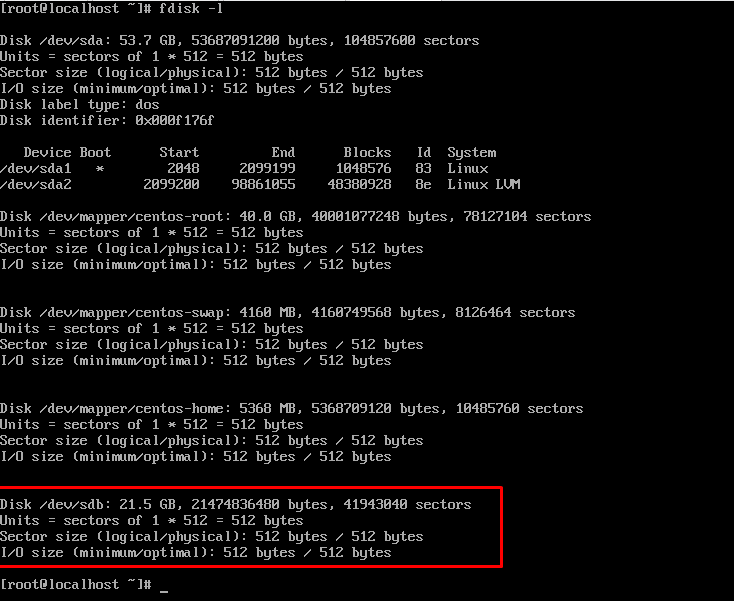 [root@localhost ~]# fdisk -l
Disk /dev/sda: 53.7 GB, 53687091200 bytes, 104857600 sectors
Units = sectors of 1 * 512 = 512 bytes
Sector size (logical/physical): 512 bytes / 512 bytes
I/O size (minimum/optimal): 512 bytes / 512 bytes
Disk label type: dos
Disk identifier: 0x000f176f
Device Boot Start End Blocks Id System
/dev/sda1 * 2048 2099199 1048576 83 Linux
/dev/sda2 2099200 98861055 48380928 8e Linux LVM
Disk /dev/mapper/centos-root: 40.0 GB, 40001077248 bytes, 78127104 sectors
Units = sectors of 1 * 512 = 512 bytes
Sector size (logical/physical): 512 bytes / 512 bytes
I/O size (minimum/optimal): 512 bytes / 512 bytes
Disk /dev/mapper/centos-swap: 4160 MB, 4160749568 bytes, 8126464 sectors
Units = sectors of 1 * 512 = 512 bytes
Sector size (logical/physical): 512 bytes / 512 bytes
I/O size (minimum/optimal): 512 bytes / 512 bytes
Disk /dev/mapper/centos-home: 5368 MB, 5368709120 bytes, 10485760 sectors
Units = sectors of 1 * 512 = 512 bytes
Sector size (logical/physical): 512 bytes / 512 bytes
I/O size (minimum/optimal): 512 bytes / 512 bytes
Disk /dev/sdb: 21.5 GB, 21474836480 bytes, 41943040 sectors
Units = sectors of 1 * 512 = 512 bytes
Sector size (logical/physical): 512 bytes / 512 bytes
I/O size (minimum/optimal): 512 bytes / 512 bytes
[root@localhost ~]# _